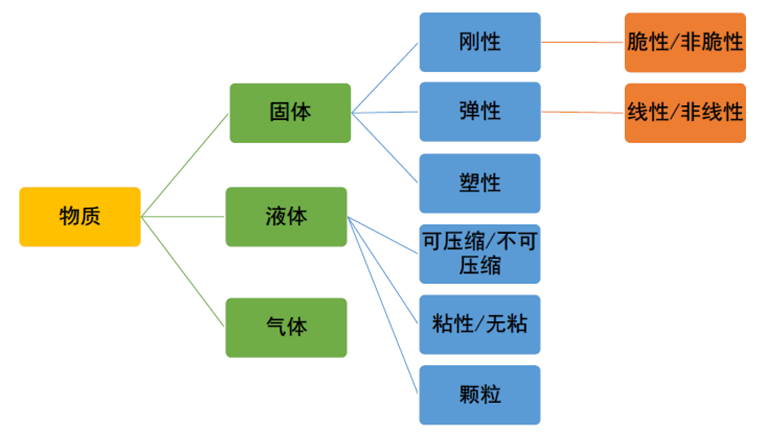 物质
固体
液体
气体
刚性
弹性
塑性
可压缩/不可
压缩
粘性/无粘
颗粒
脆性/非脆性
线性/非线性